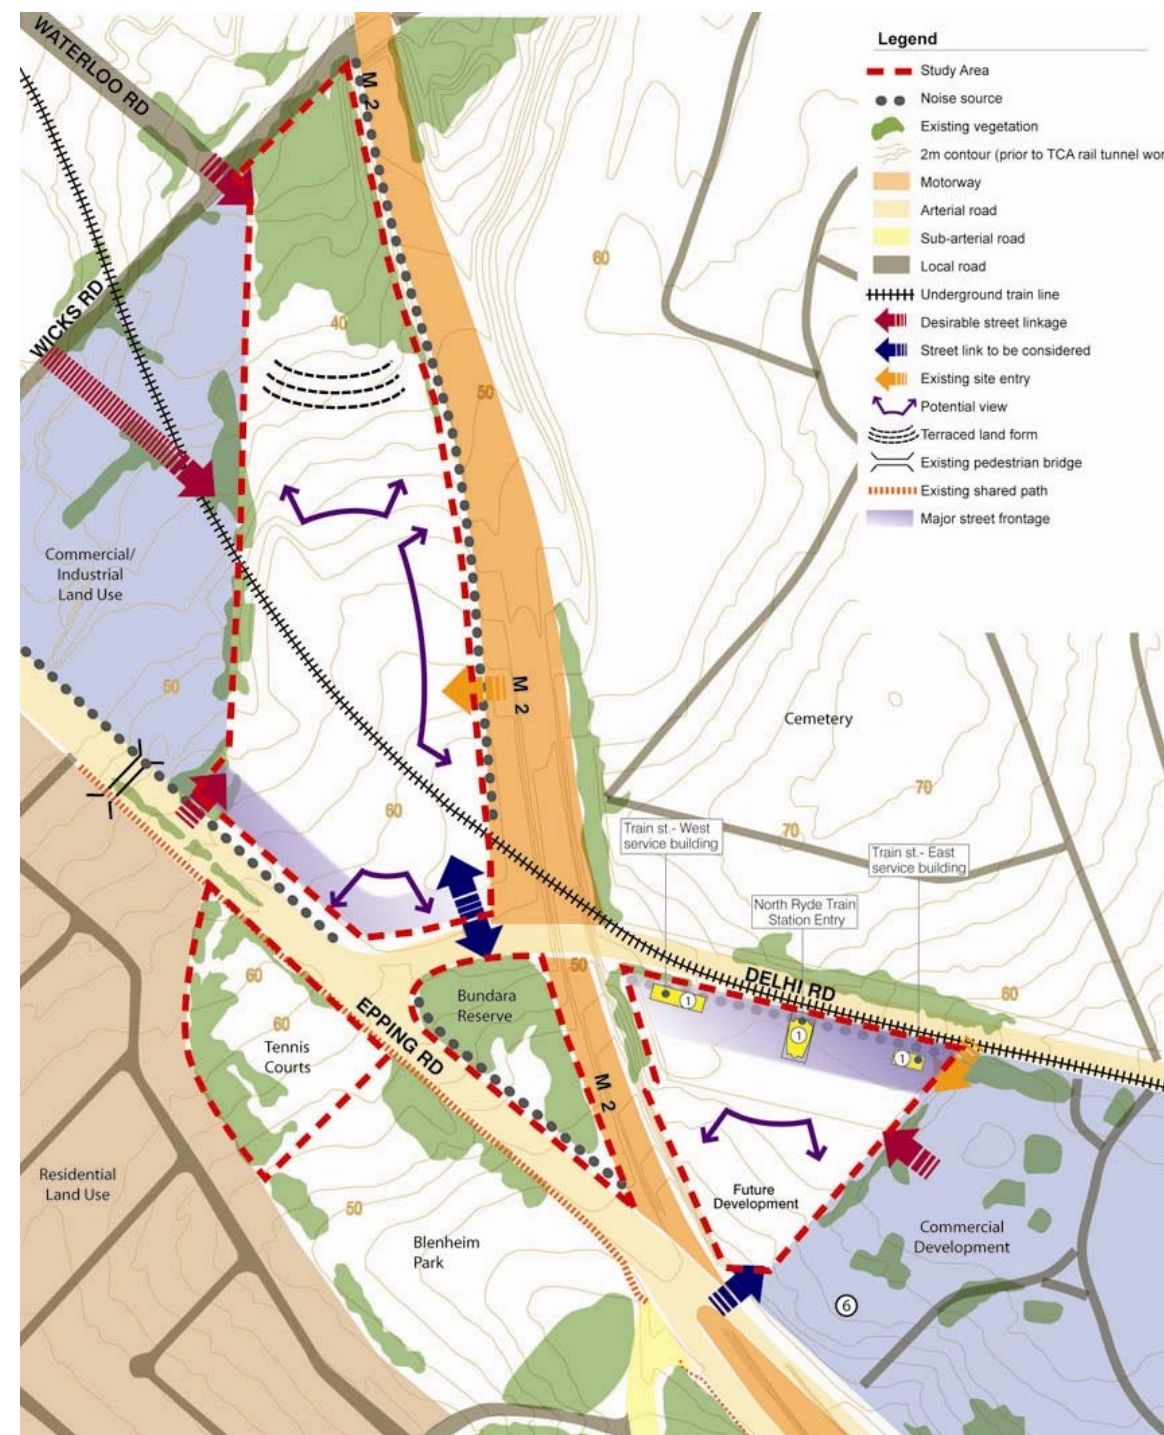 WATERLOO RD
M 2
Legend
Study Area
Noise source
Existing vegetation
2m contour (prior to TCA rail tunnel wor
Motorway
Arterial road
Sub-arterial road
Local road
Underground train line
Desirable street linkage
Street link to be considered
Existing site entry
Potential view
Terraced land form
Existing pedestrian bridge
Existing shared path
Major street frontage
60
WICKS RD
40
50
Commercial/
Industrial
Land Use
50
M 2
Cemetery
60
70
70
Train st.- West
service building
Train st.- East
service building
North Ryde Train
Station Entry
50
DELHI RD
60
60
Bundara
Reserve
1
1
1
60
Tennis
Courts
EPPING RD
M 2
Residential
Land Use
50
Future
Development
Blenheim
Park
Commercial
Development
6